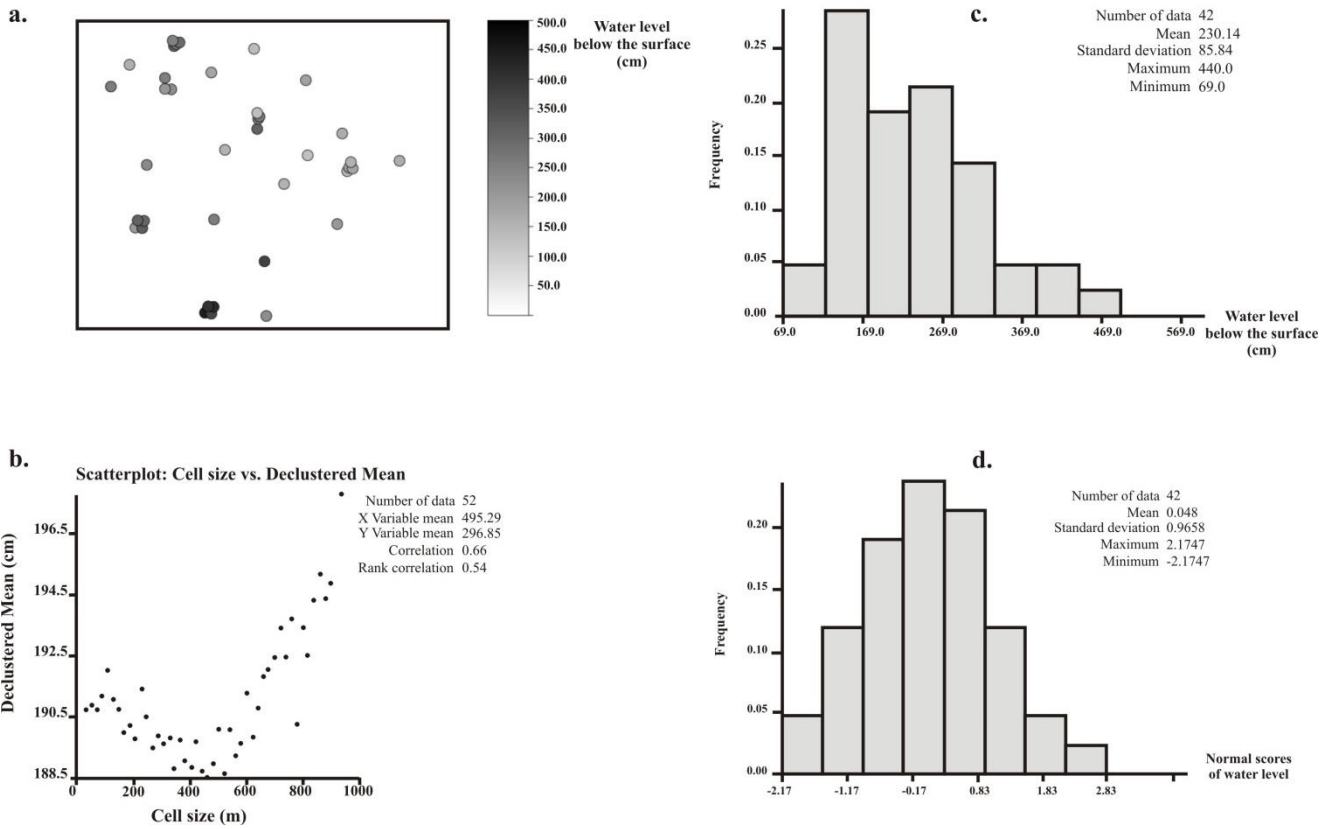 a.
500.0
450.0
400.0
350.0
300.0
250.0
200.0
150.0
100.0
50.0
Water level
below the surface
(cm)
b.
Scatterplot: Cell size vs. Declustered Mean
Number of data 52
X Variable mean 495.29
Y Variable mean 296.85
Correlation 0.66
Rank correlation 0.54
Declustered Mean (cm)
196.5
194.5
192.5
190.5
188.5
0 200 400 600 800 1000
Cell size (m)
c.
Number of data 42
Mean 230.14
Standard deviation 85.84
Maximum 440.0
Minimum 69.0
Frequency
0.25
0.20
0.15
0.10
0.05
0.00
69.0 169.0 269.0 369.0 469.0 569.0
Water level
below the surface
(cm)
d.
Number of data 42
Mean 0.048
Standard deviation 0.9658
Maximum 2.1747
Minimum -2.1747
Frequency
0.20
0.15
0.10
0.05
0.00
-2.17 -1.17 -0.17 0.83 1.83 2.83
Normal scores
of water level